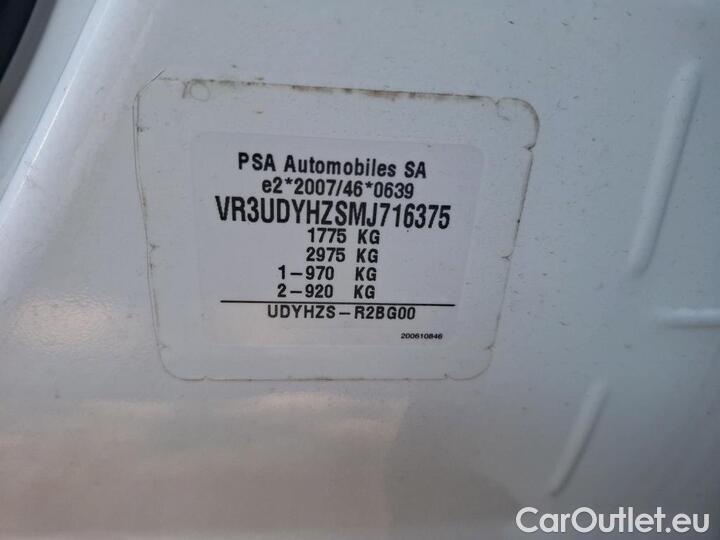 PSA Automobiles SA
e2*2007/46*0639
VR3UDYHZSMJ716375
1775 KG
2975 KG
1-970 KG
2-920 KG
UDYHZS-R2BG00
200610846
CarOutlet.eu